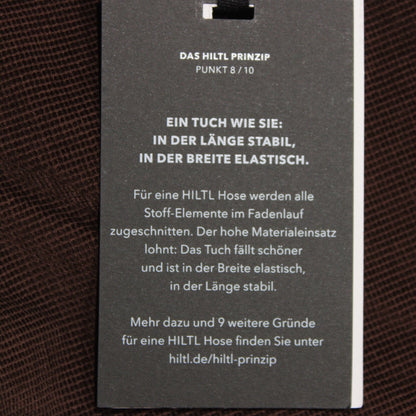 DAS HILTL PRINZIP
PUNKT 8 / 10
EIN TUCH WIE SIE:
IN DER LÄNGE STABIL,
IN DER BREITE ELASTISCH.
Für eine HILTL Hose werden alle
Stoff-Elemente im Fadenlauf
zugeschnitten. Der hohe Materialeinsatz
lohnt: Das Tuch fällt schöner
und ist in der Breite elastisch,
in der Länge stabil.
Mehr dazu und 9 weitere Gründe
für eine HILTL Hose finden Sie unter
hiltl.de/hiltl-prinzip